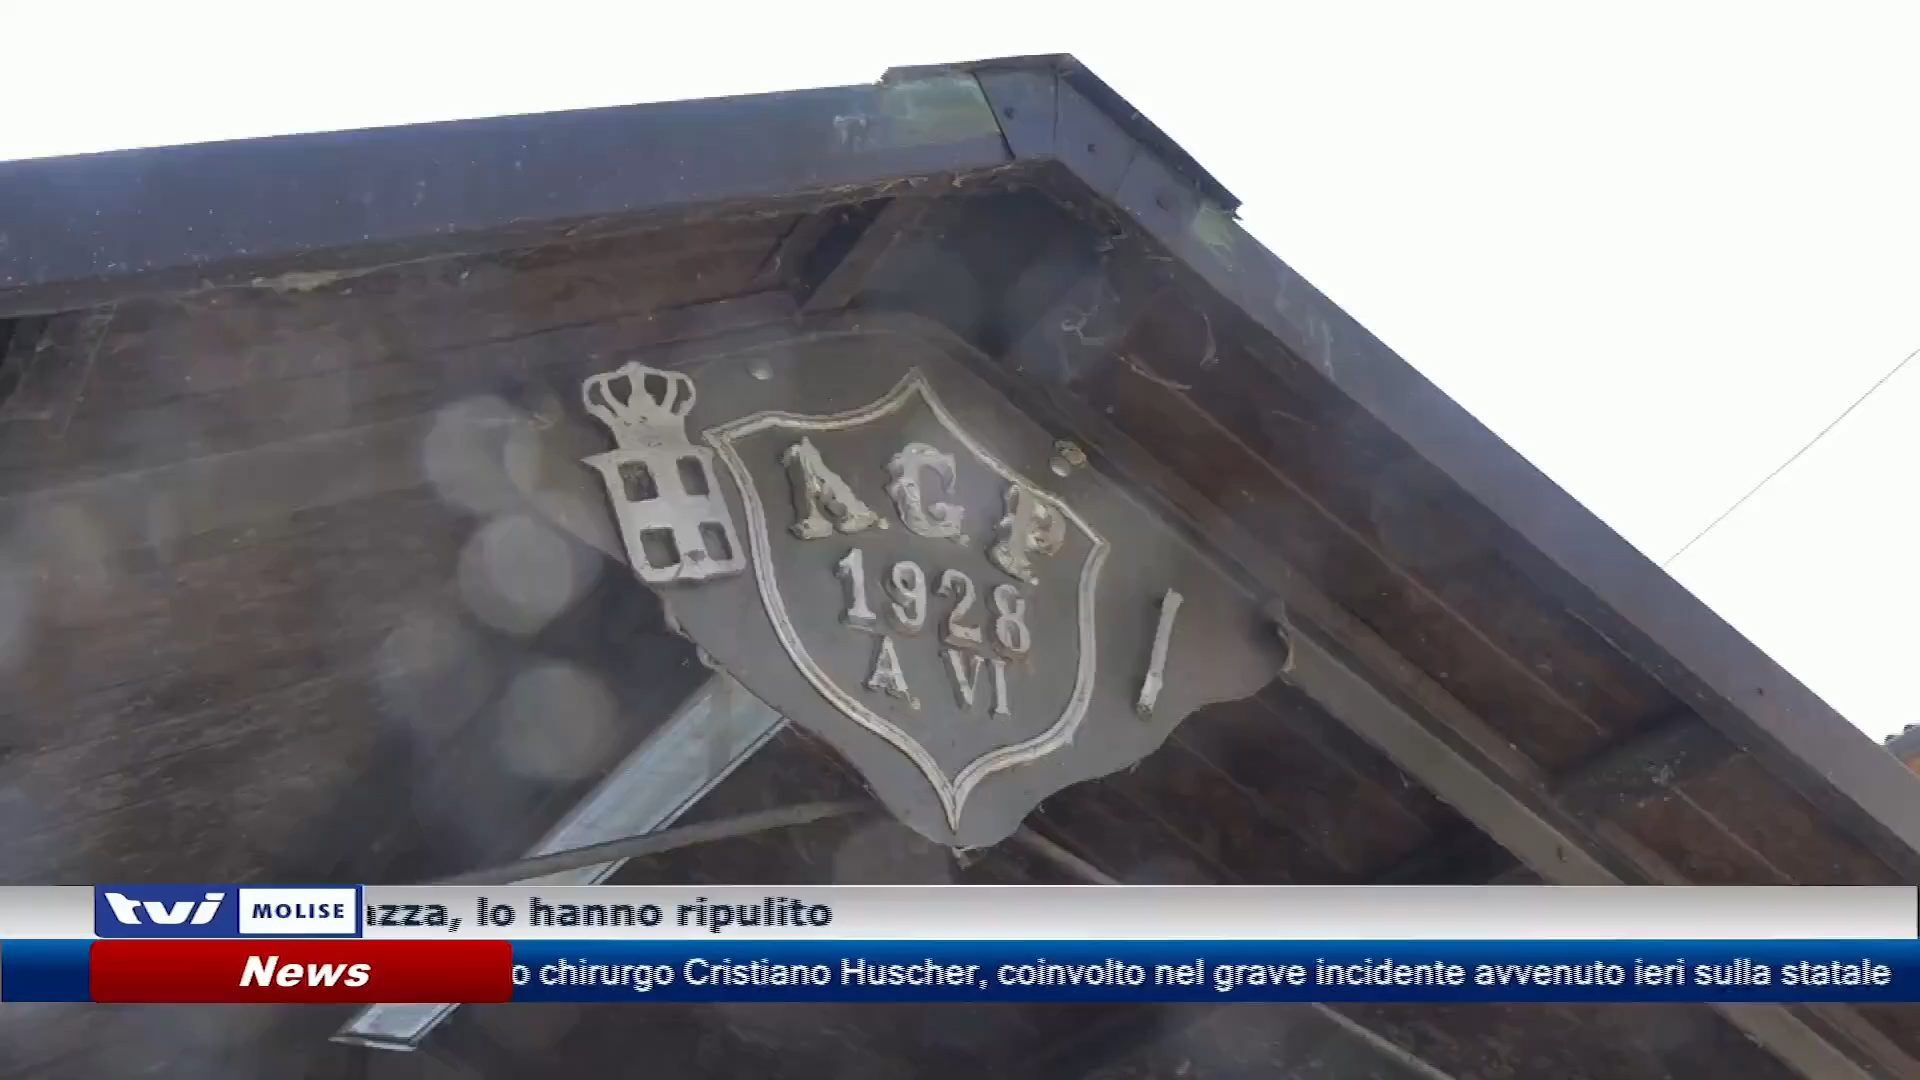 A G P
1928
A VI
tvi MOLISE
azza, lo hanno ripulito
News
o chirurgo Cristiano Huscher, coinvolto nel grave incidente avvenuto ieri sulla statale